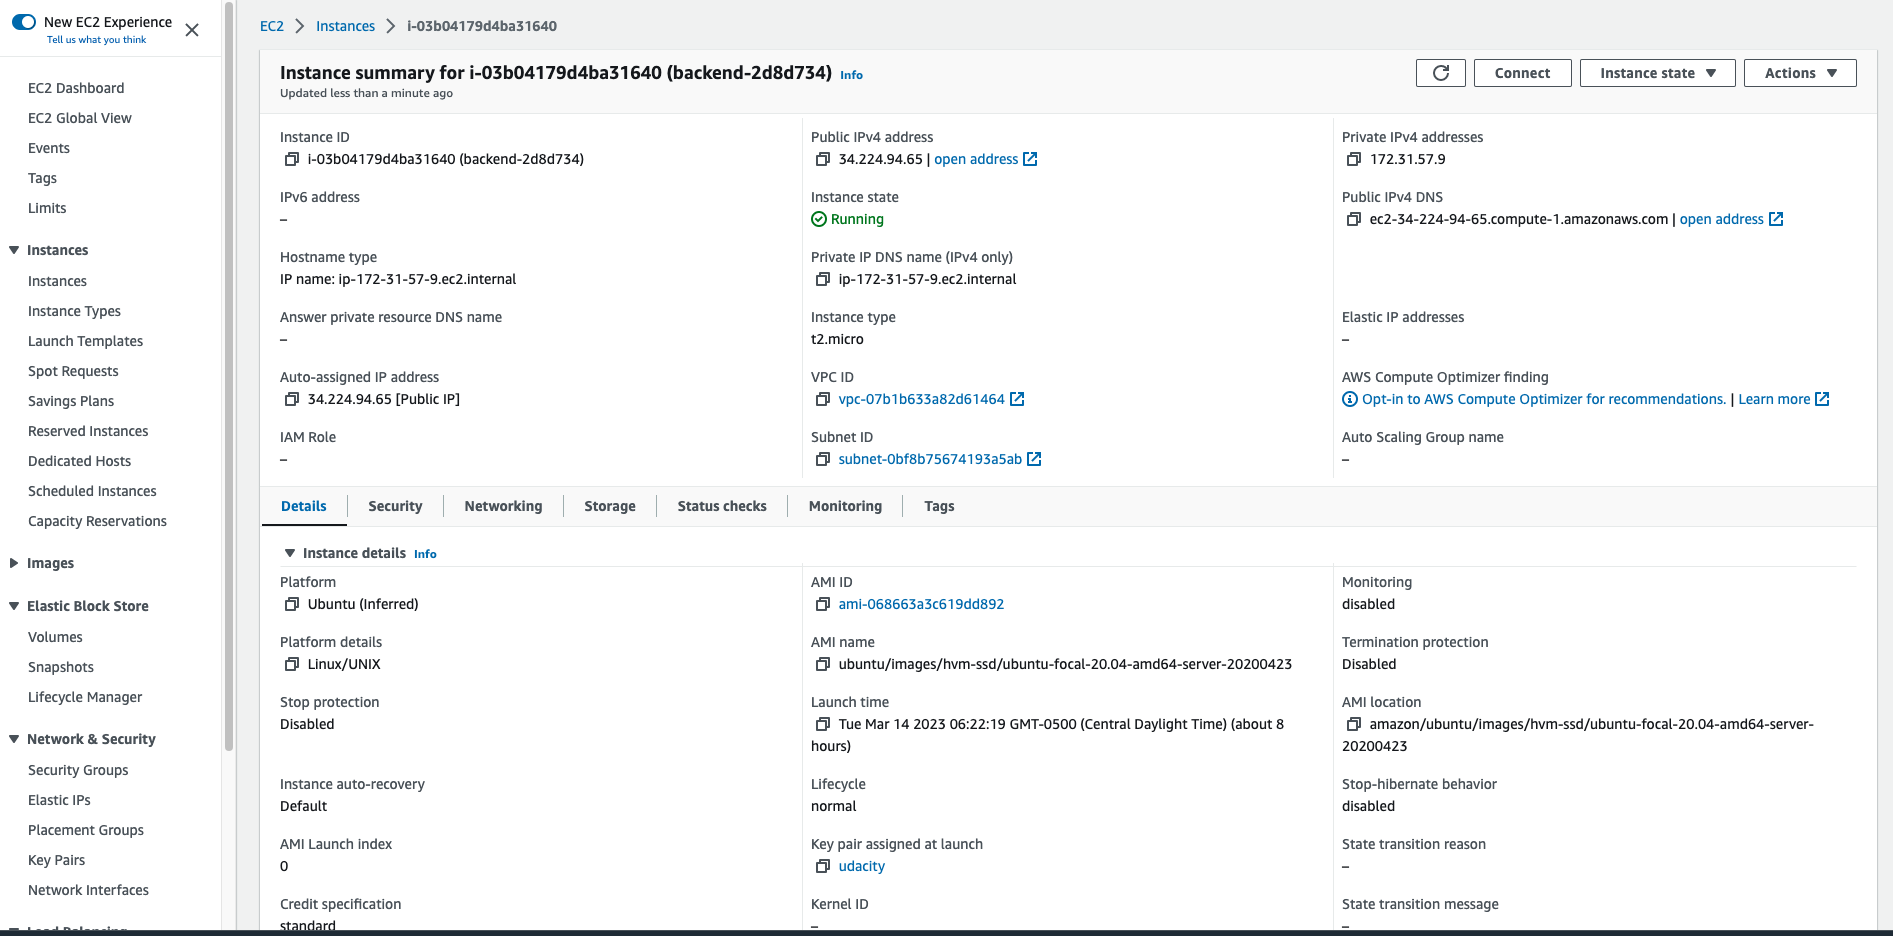 New EC2 Experience
Tell us what you think
EC2 Dashboard
EC2 Global View
Events
Tags
Limits
Instances
Instances
Instance Types
Launch Templates
Spot Requests
Savings Plans
Reserved Instances
Dedicated Hosts
Scheduled Instances
Capacity Reservations
Images
Elastic Block Store
Volumes
Snapshots
Lifecycle Manager
Network & Security
Security Groups
Elastic IPs
Placement Groups
Key Pairs
Network Interfaces
Load Balancing
EC2 > Instances > i-03b04179d4ba31640
Instance summary for i-03b04179d4ba31640 (backend-2d8d734) Info
Updated less than a minute ago
Connect
Instance state
Actions
Instance ID
i-03b04179d4ba31640 (backend-2d8d734)
Public IPv4 address
34.224.94.65 | open address
Private IPv4 addresses
172.31.57.9
IPv6 address
–
Instance state
Running
Public IPv4 DNS
ec2-34-224-94-65.compute-1.amazonaws.com | open address
Hostname type
IP name: ip-172-31-57-9.ec2.internal
Private IP DNS name (IPv4 only)
ip-172-31-57-9.ec2.internal
Answer private resource DNS name
–
Instance type
t2.micro
Elastic IP addresses
–
Auto-assigned IP address
34.224.94.65 [Public IP]
VPC ID
vpc-07b1b633a82d61464
AWS Compute Optimizer finding
Opt-in to AWS Compute Optimizer for recommendations. | Learn more
IAM Role
–
Subnet ID
subnet-0bf8b75674193a5ab
Auto Scaling Group name
–
Details
Security
Networking
Storage
Status checks
Monitoring
Tags
Instance details Info
Platform
Ubuntu (Inferred)
AMI ID
ami-068663a3c619dd892
Monitoring
disabled
Platform details
Linux/UNIX
AMI name
ubuntu/images/hvm-ssd/ubuntu-focal-20.04-amd64-server-20200423
Termination protection
Disabled
Stop protection
Disabled
Launch time
Tue Mar 14 2023 06:22:19 GMT-0500 (Central Daylight Time) (about 8
hours)
AMI location
amazon/ubuntu/images/hvm-ssd/ubuntu-focal-20.04-amd64-server-
20200423
Instance auto-recovery
Default
Lifecycle
normal
Stop-hibernate behavior
disabled
AMI Launch index
0
Key pair assigned at launch
udacity
State transition reason
–
Credit specification
standard
Kernel ID
–
State transition message
–